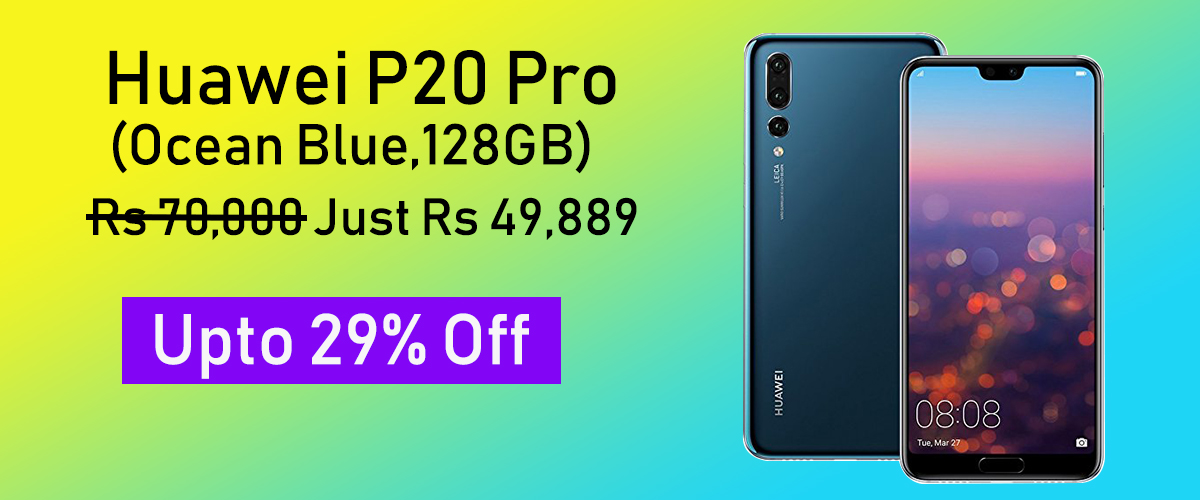 Huawei P20 Pro
(Ocean Blue,128GB)
Rs 70,000 Just Rs 49,889
Upto 29% Off
LEICA
HUAWEI
08:08
Tue, Mar 27